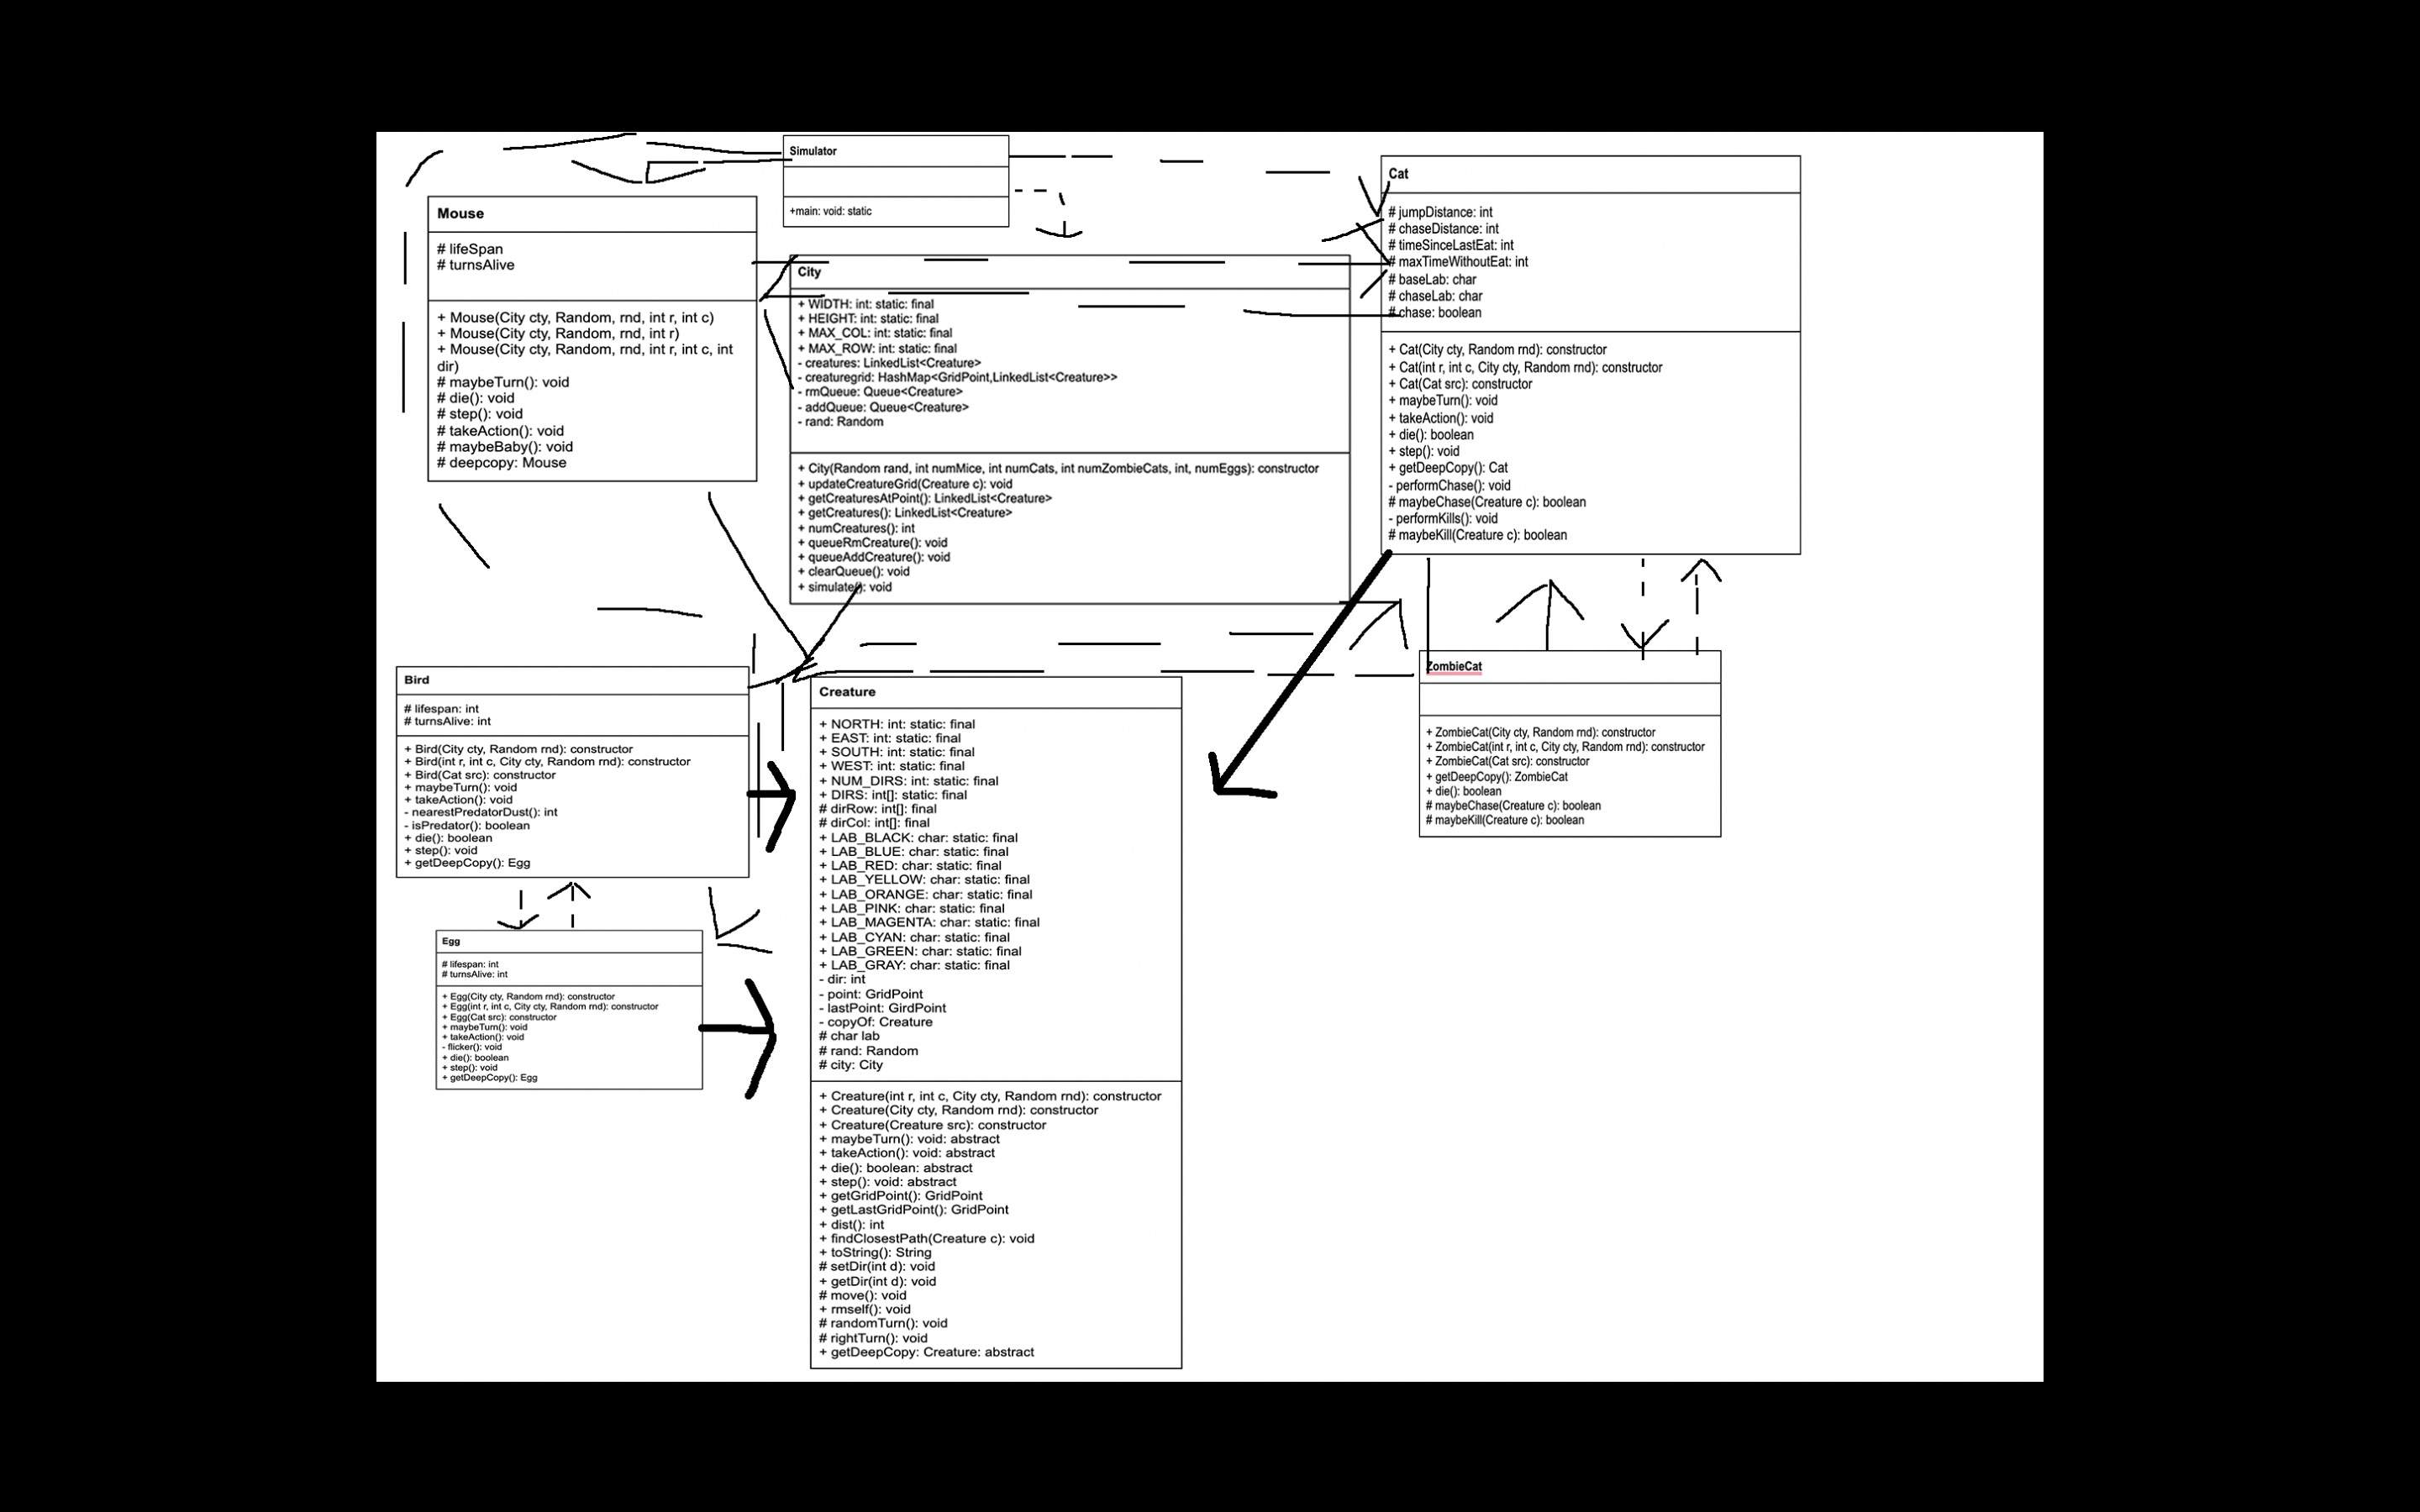 Simulator
+main: void: static
Mouse
# lifeSpan
# turnsAlive
+ Mouse(City cty, Random, rnd, int r, int c)
+ Mouse(City cty, Random, rnd, int r)
+ Mouse(City cty, Random, rnd, int r, int c, int
dir)
# maybeTurn(): void
# die(): void
# step(): void
# takeAction(): void
# maybeBaby(): void
# deepcopy: Mouse
City
+ WIDTH: int: static: final
+ HEIGHT: int: static: final
+ MAX_COL: int: static: final
+ MAX_ROW: int: static: final
- creatures: LinkedList<Creature>
- creaturegrid: HashMap<GridPoint,LinkedList<Creature>>
- rmQueue: Queue<Creature>
- addQueue: Queue<Creature>
- rand: Random
+ City(Random rand, int numMice, int numCats, int numZombieCats, int, numEggs): constructor
+ updateCreatureGrid(Creature c): void
+ getCreaturesAtPoint(): LinkedList<Creature>
+ getCreatures(): LinkedList<Creature>
+ numCreatures(): int
+ queueRmCreature(): void
+ queueAddCreature(): void
+ clearQueue(): void
+ simulate(): void
Cat
# jumpDistance: int
# chaseDistance: int
# timeSinceLastEat: int
# maxTimeWithoutEat: int
# baseLab: char
# chaseLab: char
# chase: boolean
+ Cat(City cty, Random rnd): constructor
+ Cat(int r, int c, City cty, Random rnd): constructor
+ Cat(Cat src): constructor
+ maybeTurn(): void
+ takeAction(): void
+ die(): boolean
+ step(): void
+ getDeepCopy(): Cat
- performChase(): void
# maybeChase(Creature c): boolean
- performKills(): void
# maybeKill(Creature c): boolean
Bird
# lifespan: int
# turnsAlive: int
+ Bird(City cty, Random rnd): constructor
+ Bird(int r, int c, City cty, Random rnd): constructor
+ Bird(Cat src): constructor
+ maybeTurn(): void
+ takeAction(): void
- nearestPredatorDust(): int
- isPredator(): boolean
+ die(): boolean
+ step(): void
+ getDeepCopy(): Egg
Egg
# lifespan: int
# turnsAlive: int
+ Egg(City cty, Random rnd): constructor
+ Egg(int r, int c, City cty, Random rnd): constructor
+ Egg(Cat src): constructor
+ maybeTurn(): void
+ takeAction(): void
- flicker(): void
+ die(): boolean
+ step(): void
+ getDeepCopy(): Egg
Creature
+ NORTH: int: static: final
+ EAST: int: static: final
+ SOUTH: int: static: final
+ WEST: int: static: final
+ NUM_DIRS: int: static: final
+ DIRS: int[]: static: final
# dirRow: int[]: final
# dirCol: int[]: final
+ LAB_BLACK: char: static: final
+ LAB_BLUE: char: static: final
+ LAB_RED: char: static: final
+ LAB_YELLOW: char: static: final
+ LAB_ORANGE: char: static: final
+ LAB_PINK: char: static: final
+ LAB_MAGENTA: char: static: final
+ LAB_CYAN: char: static: final
+ LAB_GREEN: char: static: final
+ LAB_GRAY: char: static: final
- dir: int
- point: GridPoint
- lastPoint: GirdPoint
- copyOf: Creature
# char lab
# rand: Random
# city: City
+ Creature(int r, int c, City cty, Random rnd): constructor
+ Creature(City cty, Random rnd): constructor
+ Creature(Creature src): constructor
+ maybeTurn(): void: abstract
+ takeAction(): void: abstract
+ die(): boolean: abstract
+ step(): void: abstract
+ getGridPoint(): GridPoint
+ getLastGridPoint(): GridPoint
+ dist(): int
+ findClosestPath(Creature c): void
+ toString(): String
# setDir(int d): void
+ getDir(int d): void
# move(): void
+ rmself(): void
# randomTurn(): void
# rightTurn(): void
+ getDeepCopy: Creature: abstract
ZombieCat
+ ZombieCat(City cty, Random rnd): constructor
+ ZombieCat(int r, int c, City cty, Random rnd): constructor
+ ZombieCat(Cat src): constructor
+ getDeepCopy(): ZombieCat
+ die(): boolean
# maybeChase(Creature c): boolean
# maybeKill(Creature c): boolean